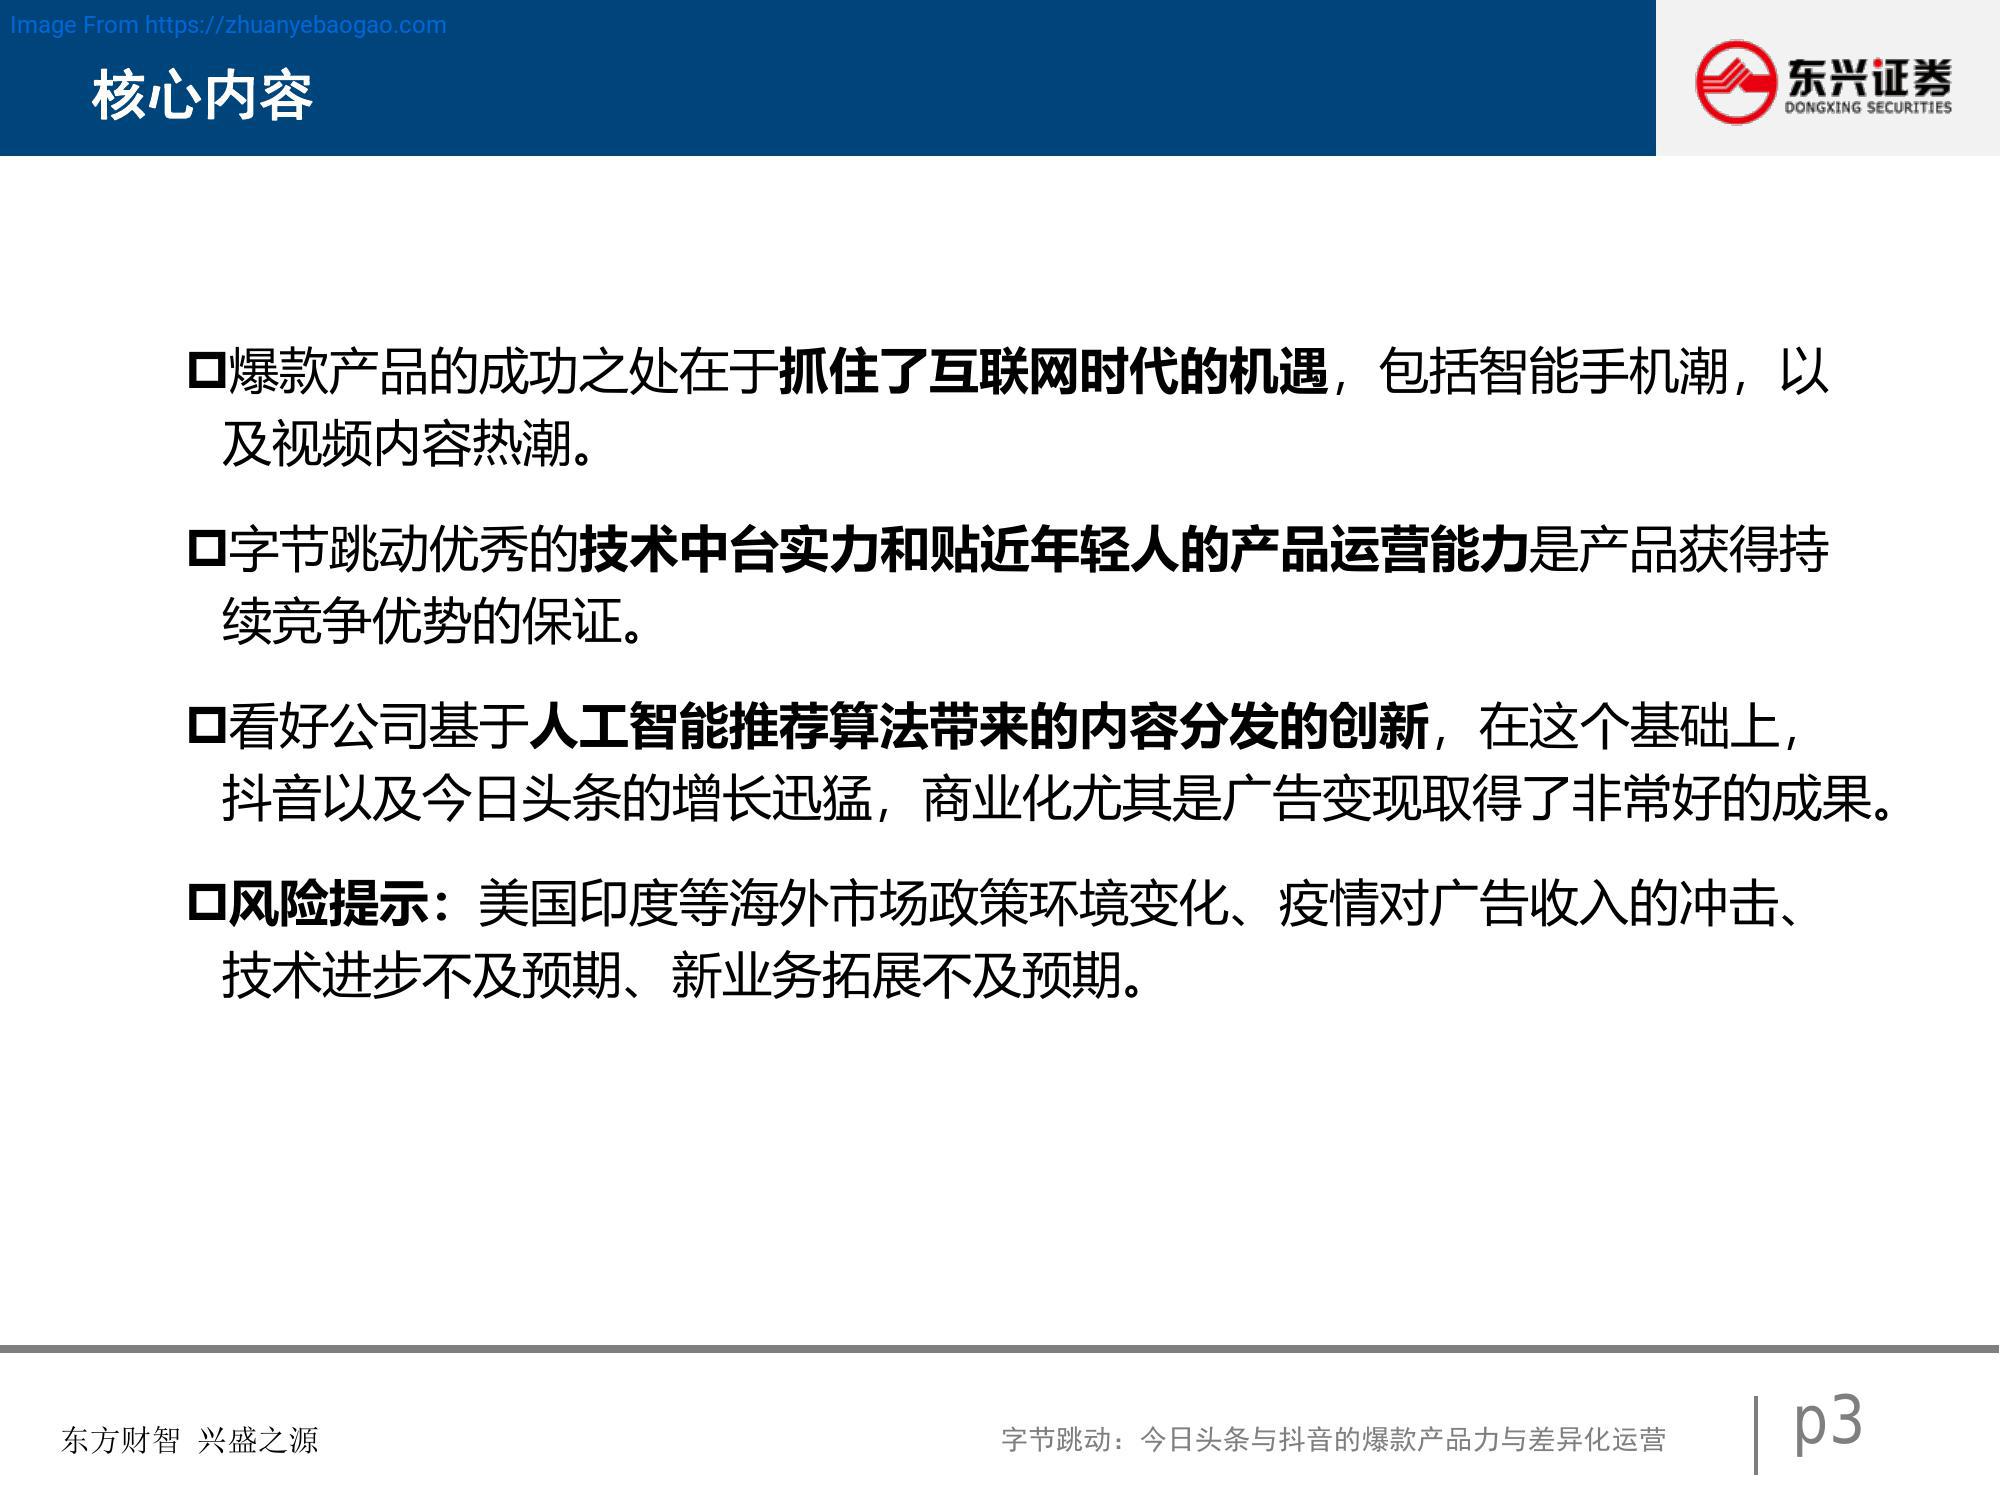 Image From https://zhuanyebaogao.com
核心内容
东兴证券
DONGXING SECURITIES
爆款产品的成功之处在于抓住了互联网时代的机遇，包括智能手机潮，以
及视频内容热潮。
字节跳动优秀的技术中台实力和贴近年轻人的产品运营能力是产品获得持
续竞争优势的保证。
看好公司基于人工智能推荐算法带来的内容分发的创新，在这个基础上，
抖音以及今日头条的增长迅猛，商业化尤其是广告变现取得了非常好的成果。
风险提示：美国印度等海外市场政策环境变化、疫情对广告收入的冲击、
技术进步不及预期、新业务拓展不及预期。
东方财智 兴盛之源
字节跳动：今日头条与抖音的爆款产品力与差异化运营
p3